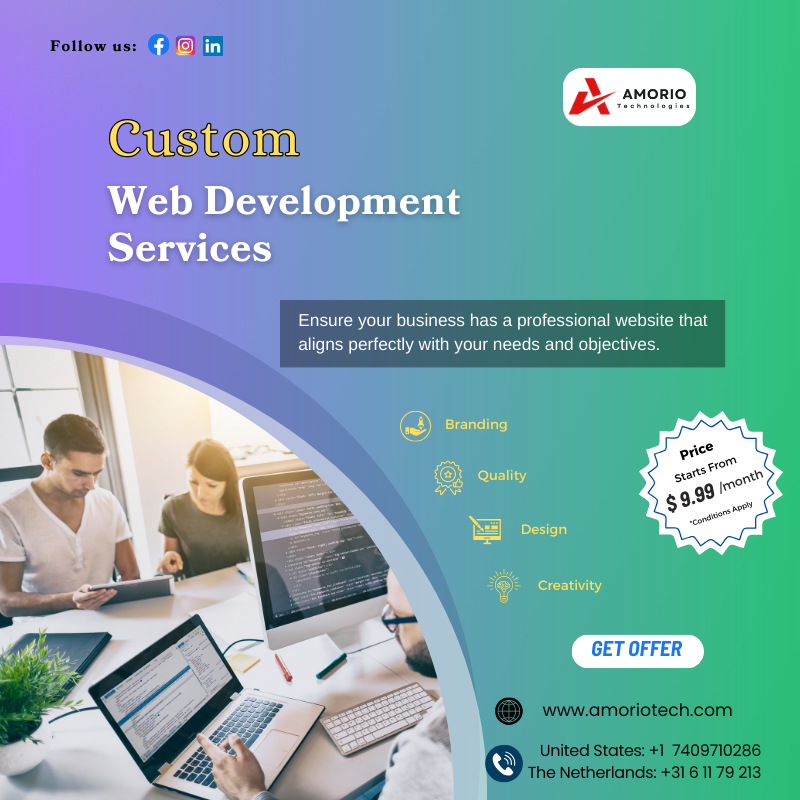 Follow us:
AMORIO
Technologies
Custom
Web Development
Services
Ensure your business has a professional website that
aligns perfectly with your needs and objectives.
Branding
Quality
Design
Creativity
Price
Starts From
$ 9.99 /month
*Conditions Apply
GET OFFER
www.amoriotech.com
United States: +1 7409710286
The Netherlands: +31 6 11 79 213